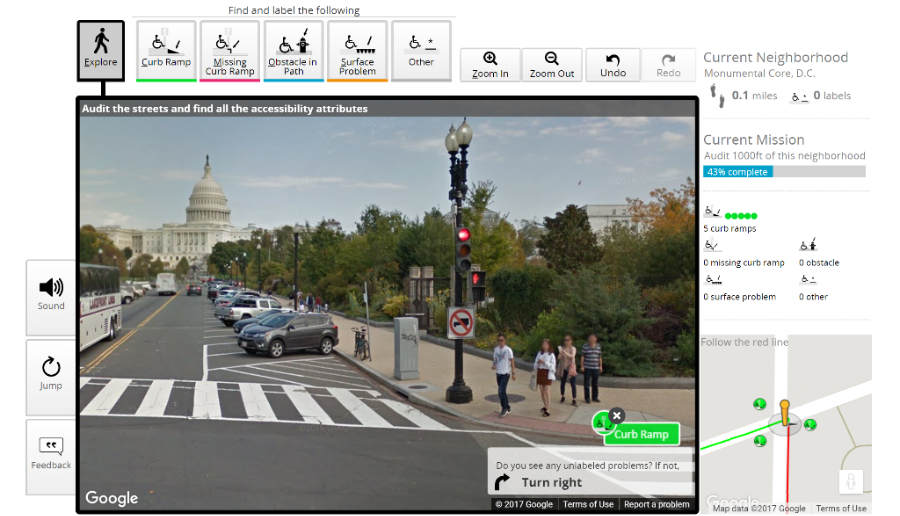 Find and label the following
Explore
Curb Ramp
Missing
Curb Ramp
Obstacle in
Path
Surface
Problem
Other
Zoom In
Zoom Out
Undo
Redo
Current Neighborhood
Monumental Core, D.C.
0.1 miles
0 labels
Current Mission
Audit 1000ft of this neighborhood
43% complete
5 curb ramps
0 missing curb ramp
0 obstacle
0 surface problem
0 other
Follow the red line
Google
Map data ©2017 Google
Terms of Use
Audit the streets and find all the accessibility attributes
Curb Ramp
Do you see any unlabeled problems? If not,
Turn right
Google
© 2017 Google
Terms of Use
Report a problem
Sound
Jump
Feedback